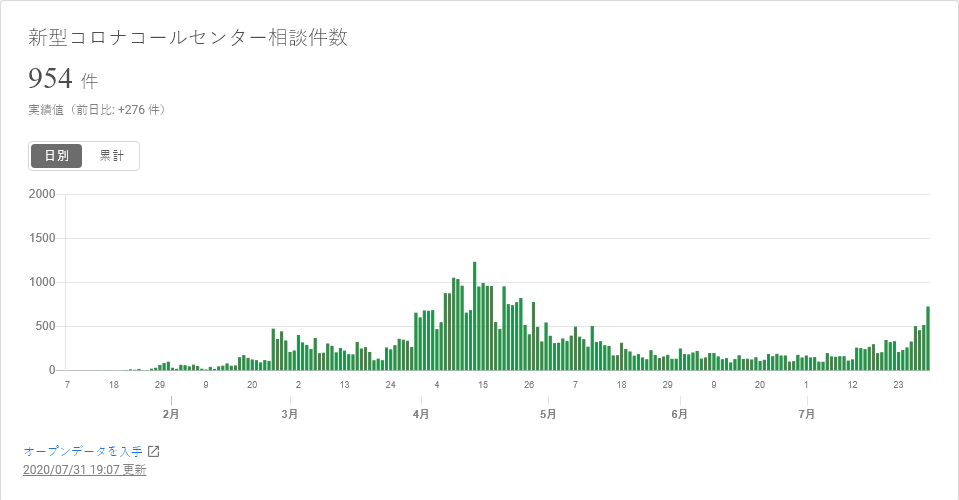 新型コロナコールセンター相談件数
954 件
実績値（前日比: +276 件）
日別 累計
2000
1500
1000
500
0
7 18 29 9 20 2 13 24 4 15 26 7 18 29 9 20 1 12 23
2月 3月 4月 5月 6月 7月
オープンデータを入手
2020/07/31 19:07 更新